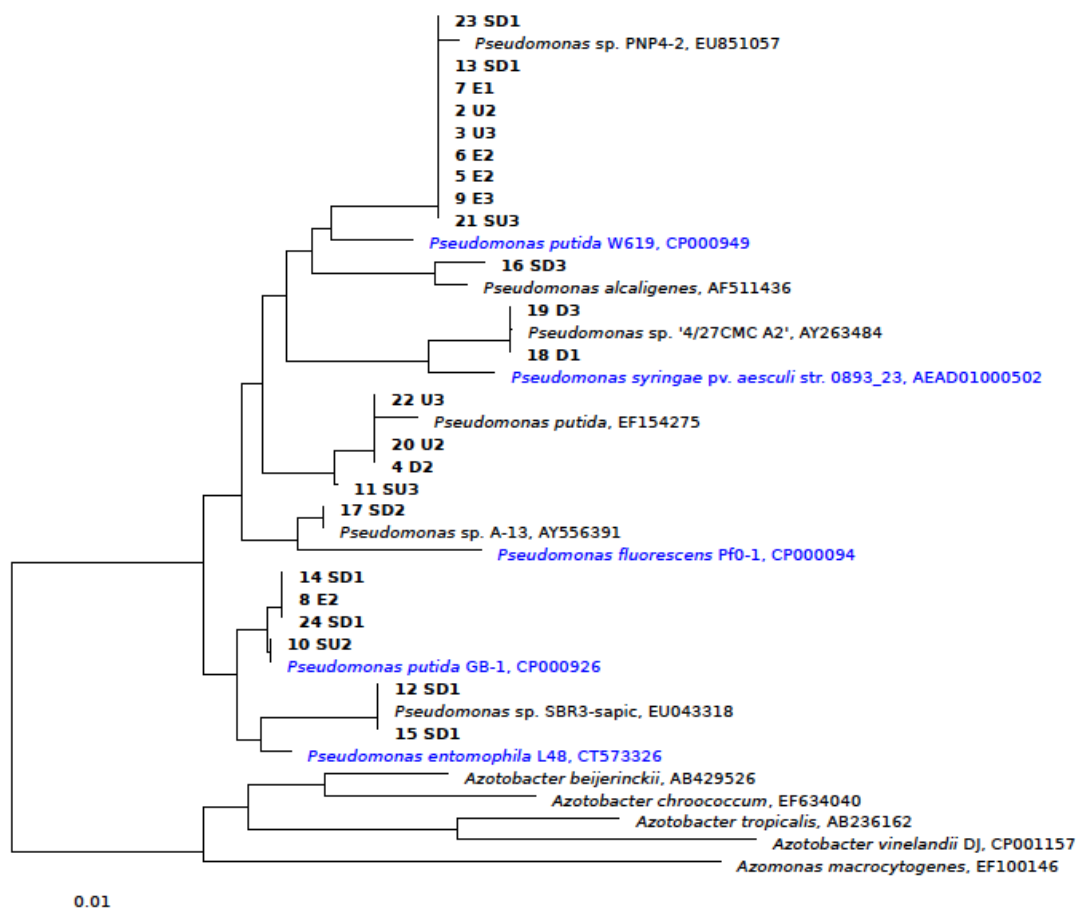 23 SD1
Pseudomonas sp. PNP4-2, EU851057
13 SD1
7 E1
2 U2
3 U3
6 E2
5 E2
9 E3
21 SU3
Pseudomonas putida W619, CP000949
16 SD3
Pseudomonas alcaligenes, AF511436
19 D3
Pseudomonas sp. '4/27CMC A2', AY263484
18 D1
Pseudomonas syringae pv. aesculi str. 0893_23, AEAD01000502
22 U3
Pseudomonas putida, EF154275
20 U2
4 D2
11 SU3
17 SD2
Pseudomonas sp. A-13, AY556391
Pseudomonas fluorescens Pf0-1, CP000094
14 SD1
8 E2
24 SD1
10 SU2
Pseudomonas putida GB-1, CP000926
12 SD1
Pseudomonas sp. SBR3-sapic, EU043318
15 SD1
Pseudomonas entomophila L48, CT573326
Azotobacter beijerinckii, AB429526
Azotobacter chroococcum, EF634040
Azotobacter tropicalis, AB236162
Azotobacter vinelandii DJ, CP001157
Azomonas macrocytogenes, EF100146
0.01